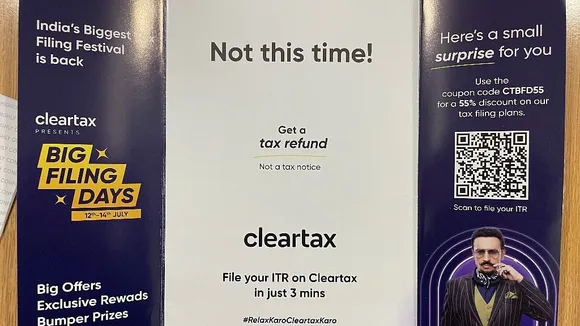 India's Biggest
Filing Festival
is back
cleartax
PRESENTS
BIG
FILING
DAYS
12th-14th JULY
Big Offers
Exclusive Rewads
Bumper Prizes
Not this time!
Get a
tax refund
Not a tax notice
cleartax
File your ITR on Cleartax
in just 3 mins
#RelaxKaroCleartaxKaro
Here's a small
surprise for you
Use the
coupon code CTBFD55
for a 55% discount on our
tax filing plans.
Scan to file your ITR